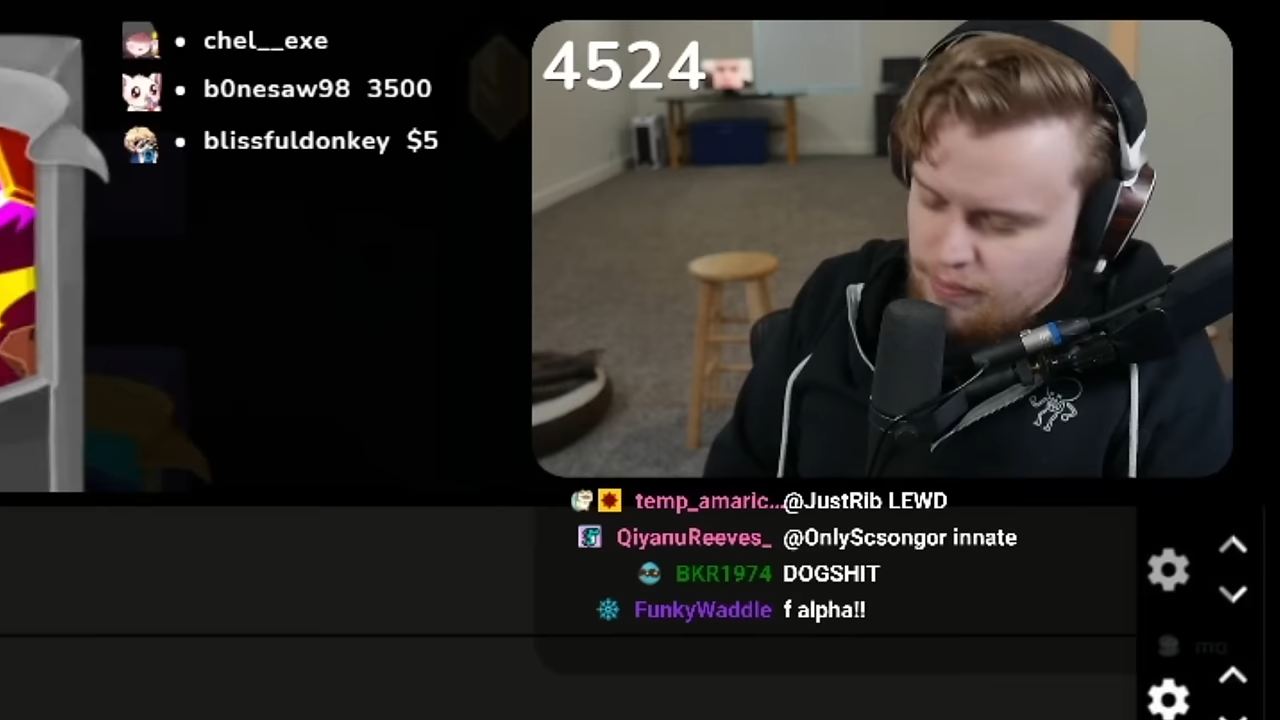 chel__exe
b0nesaw98 3500
blissfuldonkey $5
4524
temp_amaric... @JustRib LEWD
QiyanuReeves_ @OnlyScsongor innate
BKR1974 DOGSHIT
FunkyWaddle f alpha!!